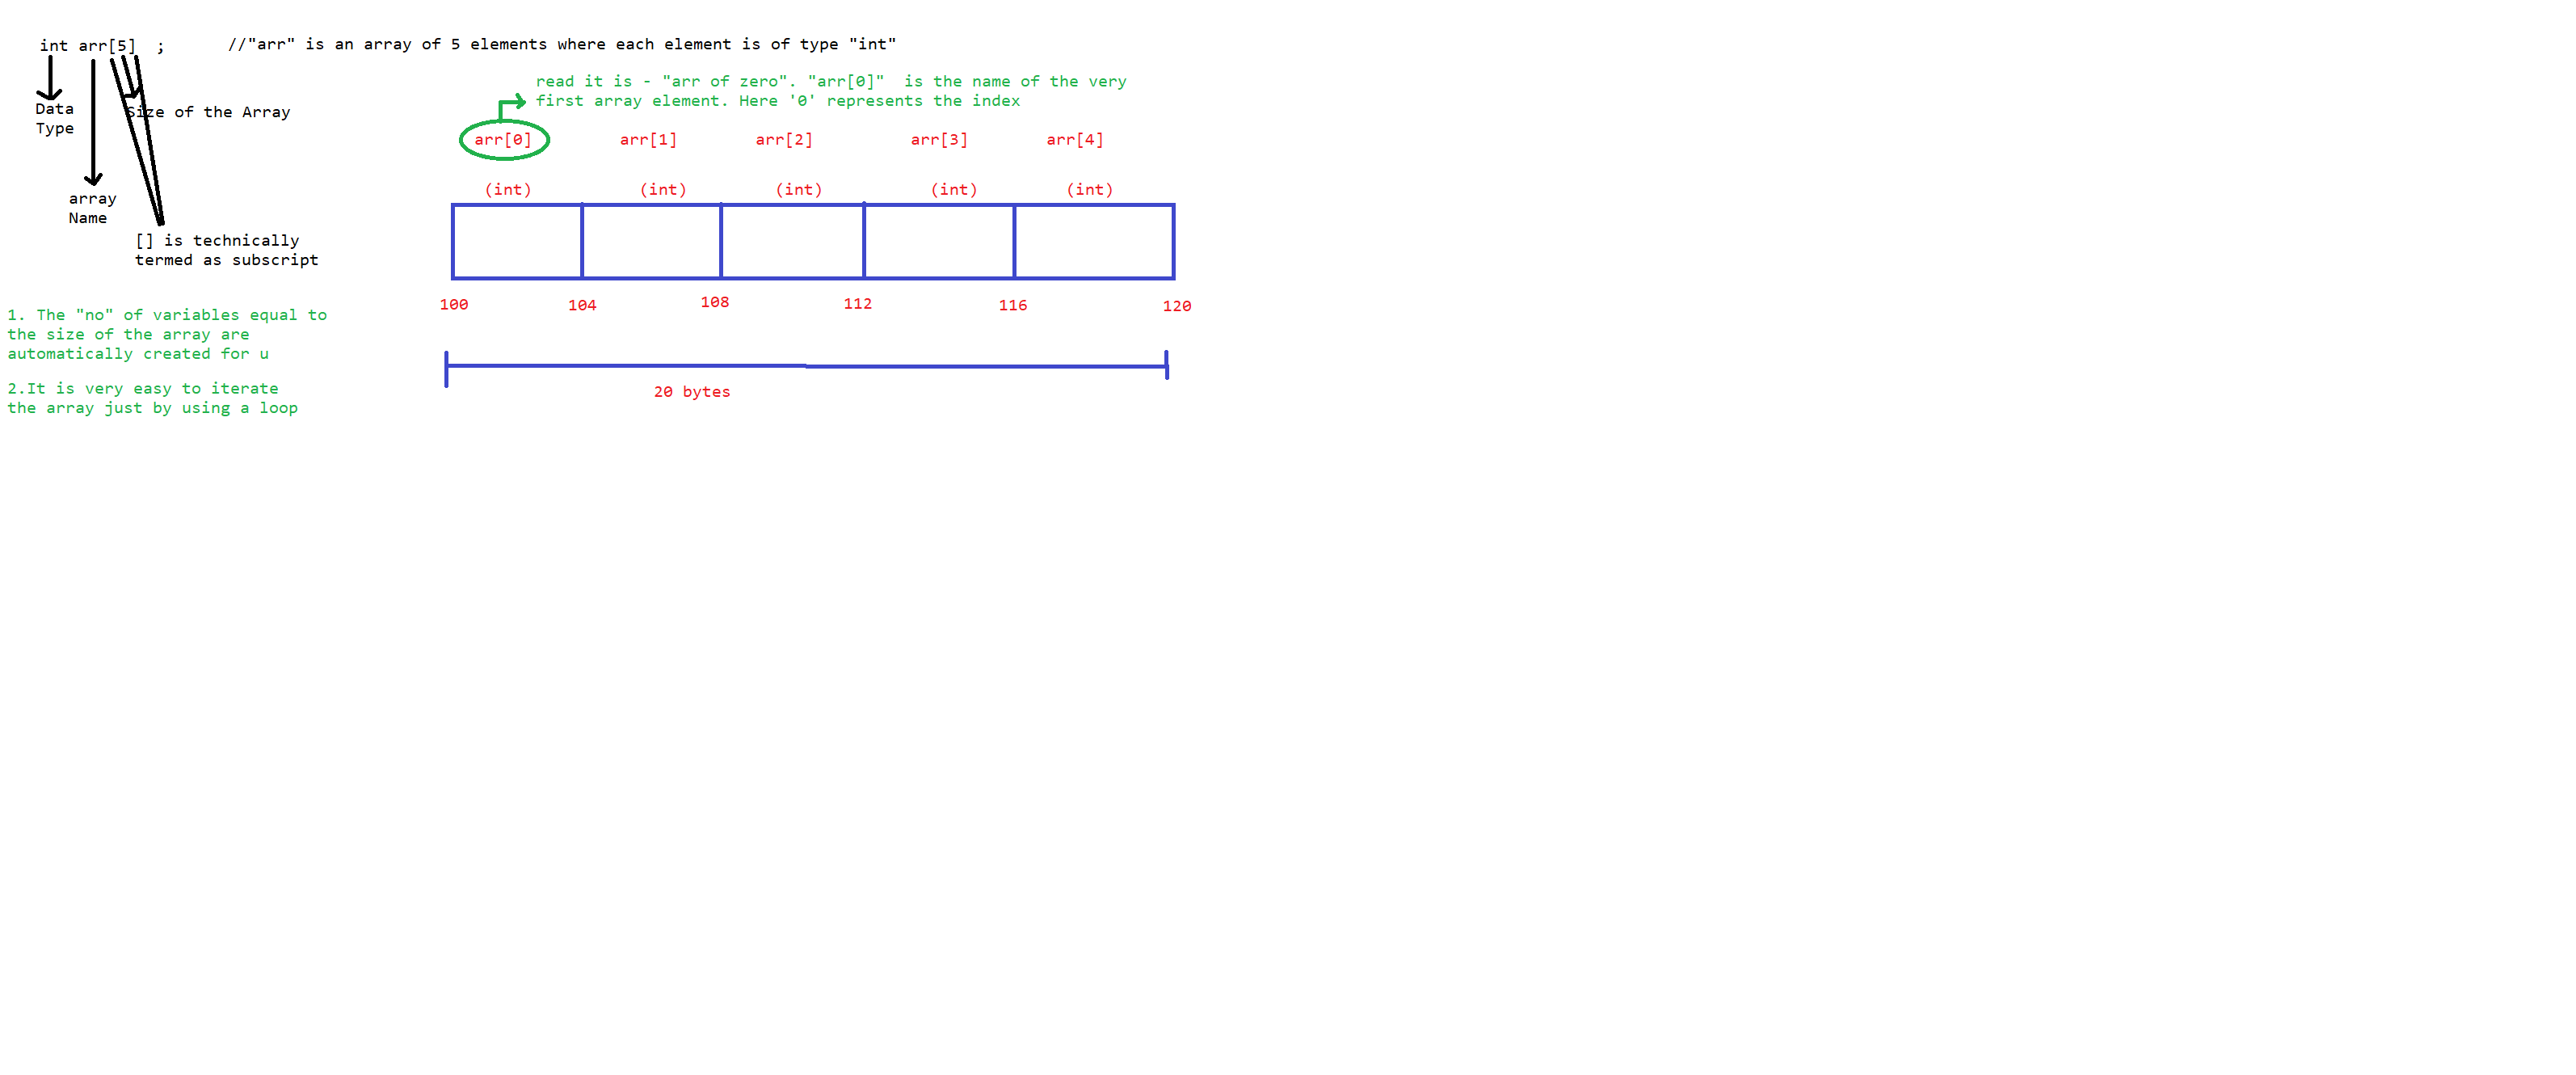 int arr[5]  ;
//"arr" is an array of 5 elements where each element is of type "int"
Data
Type
Size of the Array
array
Name
[] is technically
termed as subscript
read it is - "arr of zero". "arr[0]"  is the name of the very
first array element. Here '0' represents the index
arr[0] arr[1] arr[2] arr[3] arr[4]
(int) (int) (int) (int) (int)
100 104 108 112 116 120
20 bytes
1. The "no" of variables equal to
the size of the array are
automatically created for u
2.It is very easy to iterate
the array just by using a loop